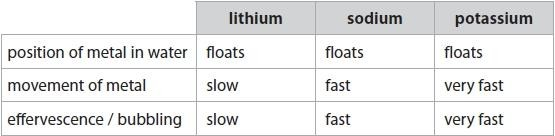 lithium sodium potassium
position of metal in water floats floats floats
movement of metal slow fast very fast
effervescence / bubbling slow fast very fast